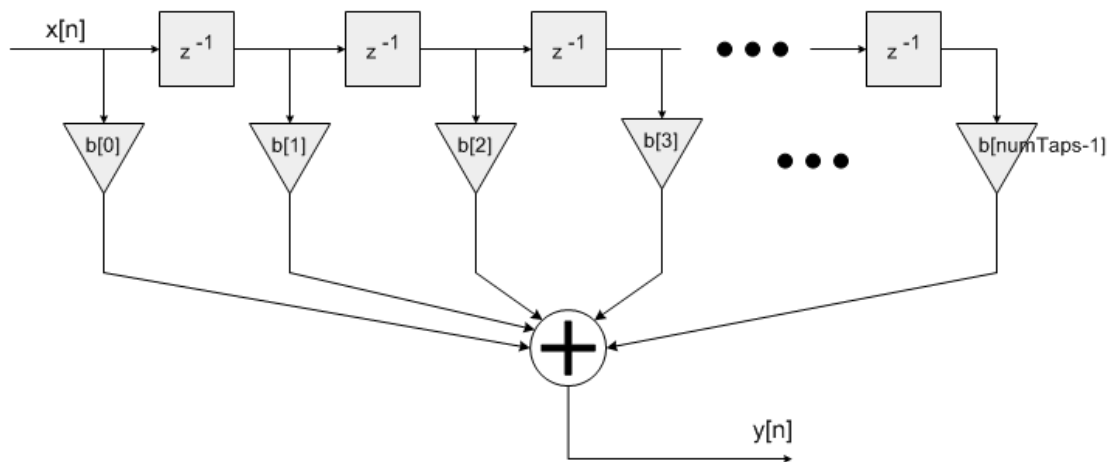 x[n]
z -1
z -1
z -1
z -1
b[0]
b[1]
b[2]
b[3]
b[numTaps-1]
y[n]